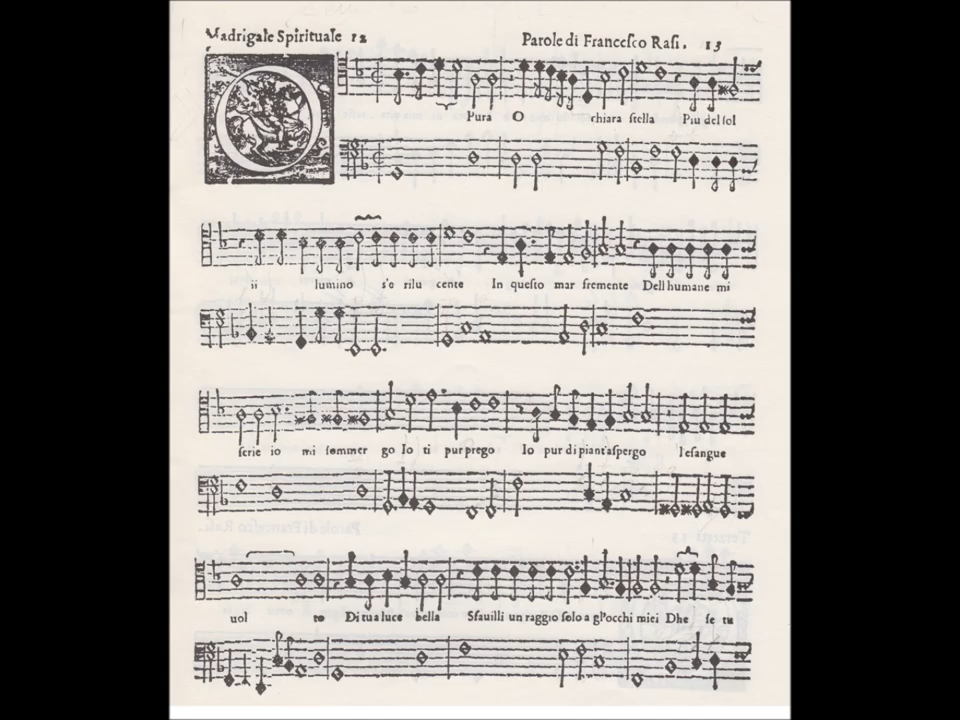 Madrigale Spirituale 12 Parole di Francesco Rasi. 13
O Pura O chiara stella Piu del sol
ii lumino s'e rilu cente In questo mar fremente Dell humane mi
serie io mi sommer go Io ti pur prego Io pur di piant'aspergo l esangue
uol to Di tua luce bella Sfauilli un raggio solo a gl'occhi miei Dhe se tu